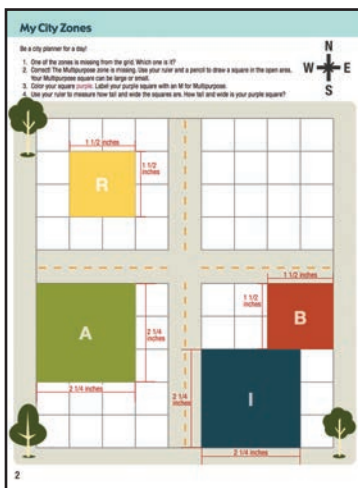 My City Zones
Be a city planner for a day!
1. One of the zones is missing from the grid. Which one is it?
2. Correct! The Multipurpose zone is missing. Use your ruler and a pencil to draw a square in the open area.
Your Multipurpose square can be large or small.
3. Color your square purple. Label your purple square with an M for Multipurpose.
4. Use your ruler to measure how tall and wide the squares are. How tall and wide is your purple square?
N
W E
S
1 1/2 inches
R
1 1/2
inches
1 1/2 inches
1 1/2
inches
B
A
2 1/4
inches
2 1/4 inches
2 1/4
inches
I
2 1/4 inches
2